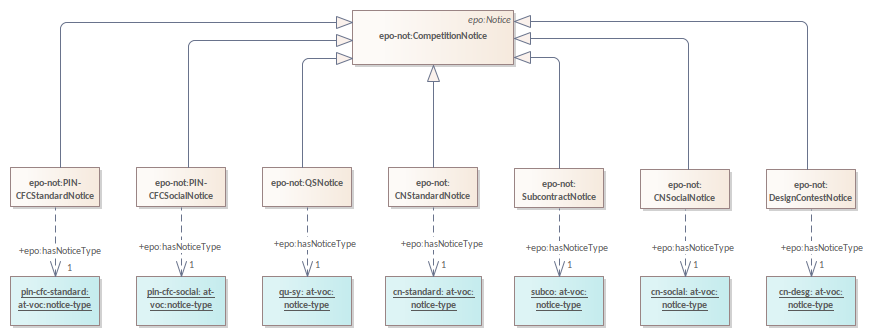 epo:Notice
epo-not:CompetitionNotice
epo-not:PIN-
CFCStandardNotice
epo-not:PIN-
CFCSocialNotice
epo-not:QSNotice
epo-not:
CNStandardNotice
epo-not:
SubcontractNotice
epo-not:
CNSocialNotice
epo-not:
DesignContestNotice
+epo:hasNoticeType
1
+epo:hasNoticeType
1
+epo:hasNoticeType
1
+epo:hasNoticeType
1
+epo:hasNoticeType
1
+epo:hasNoticeType
1
+epo:hasNoticeType
1
pin-cfc-standard:
at-voc:notice-type
pin-cfc-social: at-
voc:notice-type
qu-sy: at-voc:
notice-type
cn-standard: at-voc:
notice-type
subco: at-voc:
notice-type
cn-social: at-voc:
notice-type
cn-desg: at-voc:
notice-type